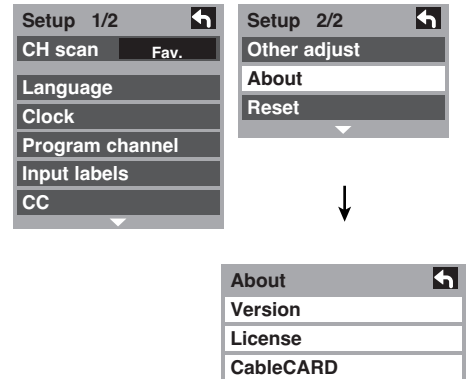 Setup 1/2
CH scan Fav.
Language
Clock
Program channel
Input labels
CC
Setup 2/2
Other adjust
About
Reset
About
Version
License
CableCARD